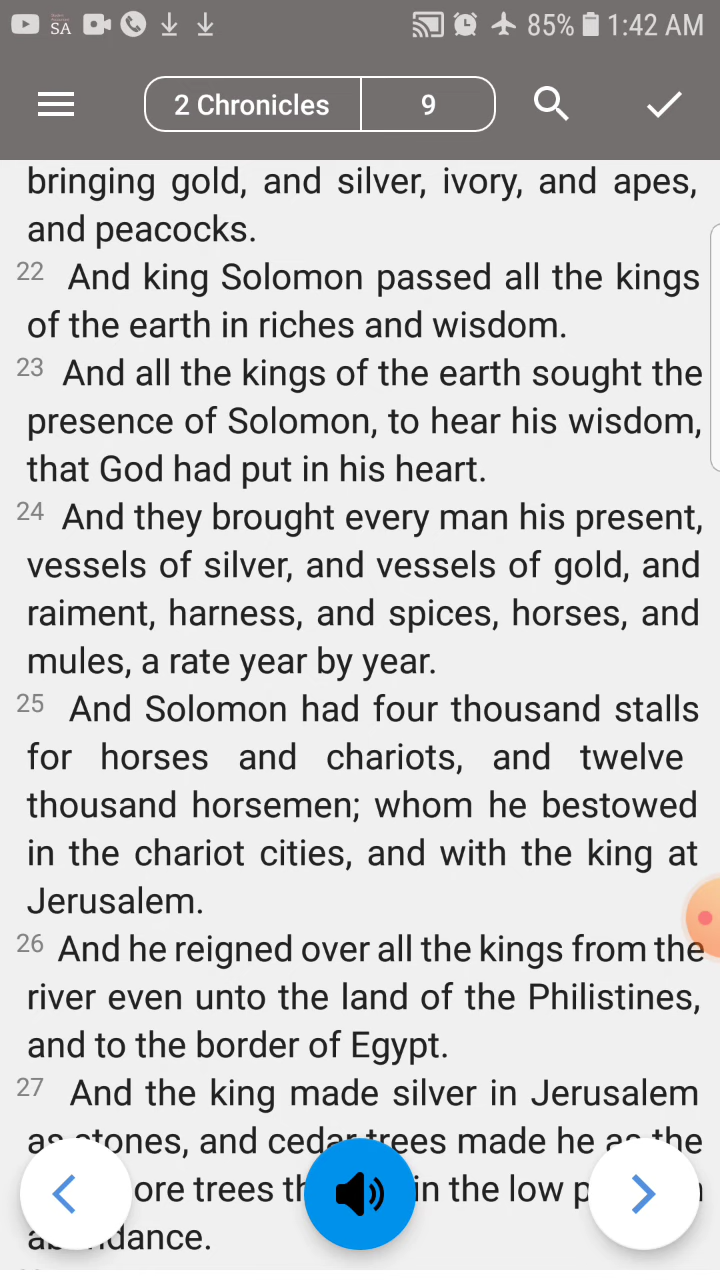 SA 85% 1:42 AM
2 Chronicles 9
bringing gold, and silver, ivory, and apes,
and peacocks.
22 And king Solomon passed all the kings
of the earth in riches and wisdom.
23 And all the kings of the earth sought the
presence of Solomon, to hear his wisdom,
that God had put in his heart.
24 And they brought every man his present,
vessels of silver, and vessels of gold, and
raiment, harness, and spices, horses, and
mules, a rate year by year.
25 And Solomon had four thousand stalls
for horses and chariots, and twelve
thousand horsemen; whom he bestowed
in the chariot cities, and with the king at
Jerusalem.
26 And he reigned over all the kings from the
river even unto the land of the Philistines,
and to the border of Egypt.
27 And the king made silver in Jerusalem
as stones, and cedar trees made he as the
trees in the low